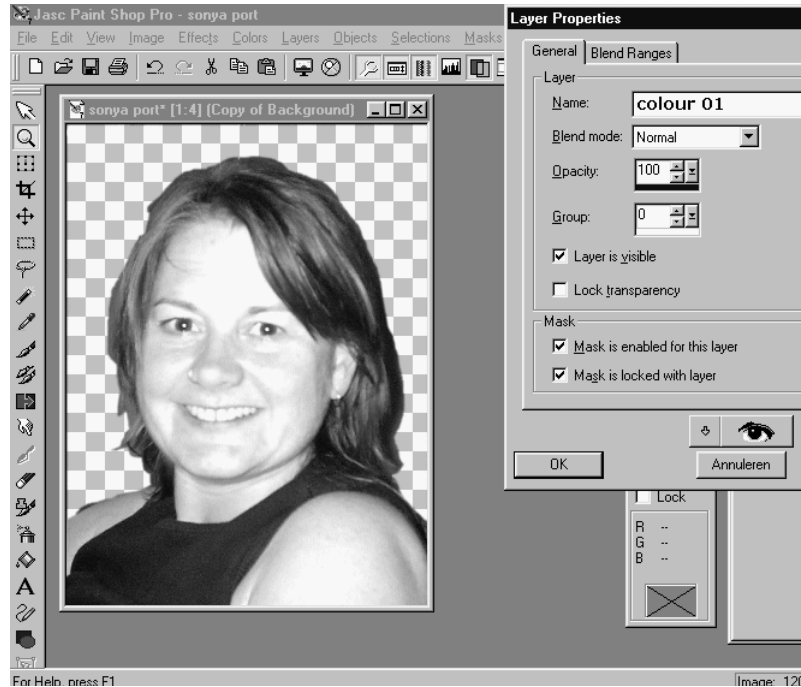 Jasc Paint Shop Pro - sonya port
File Edit View Image Effects Colors Layers Objects Selections Masks
sonya port* [1:4] (Copy of Background)
Layer Properties
General Blend Ranges
Layer
Name: colour 01
Blend mode: Normal
Opacity: 100
Group: 0
Layer is visible
Lock transparency
Mask
Mask is enabled for this layer
Mask is locked with layer
OK Annuleren
Lock
R --
G --
B --
A
For Help, press F1
Image: 120